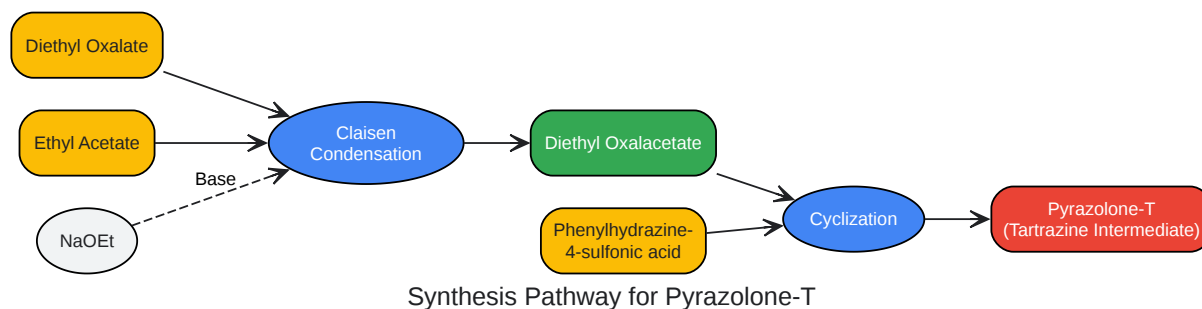 Diethyl Oxalate
Ethyl Acetate
NaOEt
Base
Claisen
Condensation
Diethyl Oxalacetate
Phenylhydrazine-
4-sulfonic acid
Cyclization
Pyrazolone-T
(Tartrazine Intermediate)
Synthesis Pathway for Pyrazolone-T